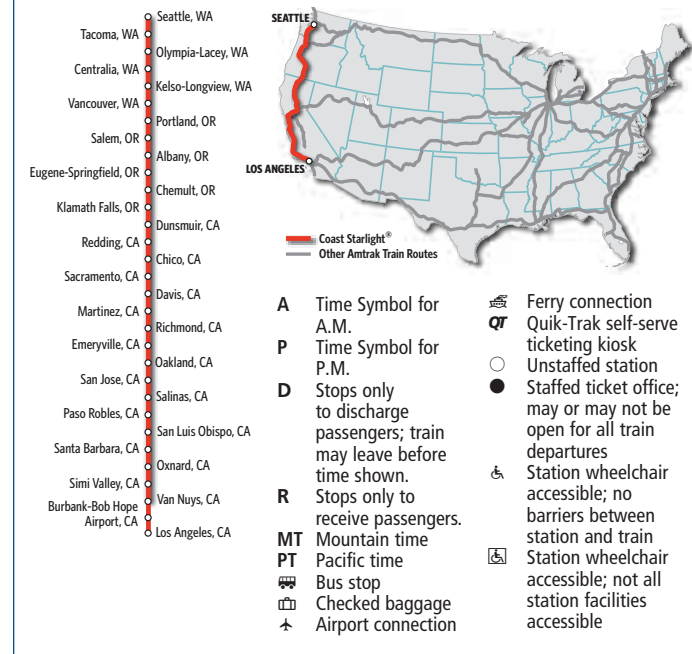 Seattle, WA
Tacoma, WA
Olympia-Lacey, WA
Centralia, WA
Kelso-Longview, WA
Vancouver, WA
Portland, OR
Salem, OR
Albany, OR
Eugene-Springfield, OR
Chemult, OR
Klamath Falls, OR
Dunsmuir, CA
Redding, CA
Chico, CA
Sacramento, CA
Davis, CA
Martinez, CA
Richmond, CA
Emeryville, CA
Oakland, CA
San Jose, CA
Salinas, CA
Paso Robles, CA
San Luis Obispo, CA
Santa Barbara, CA
Oxnard, CA
Simi Valley, CA
Van Nuys, CA
Burbank-Bob Hope
Airport, CA
Los Angeles, CA
SEATTLE
LOS ANGELES
Coast Starlight®
Other Amtrak Train Routes
A Time Symbol for
A.M.
P Time Symbol for
P.M.
D Stops only
to discharge
passengers; train
may leave before
time shown.
R Stops only to
receive passengers.
MT Mountain time
PT Pacific time
Bus stop
Checked baggage
Airport connection
Ferry connection
QT Quik-Trak self-serve
ticketing kiosk
Unstaffed station
Staffed ticket office;
may or may not be
open for all train
departures
Station wheelchair
accessible; no
barriers between
station and train
Station wheelchair
accessible; not all
station facilities
accessible